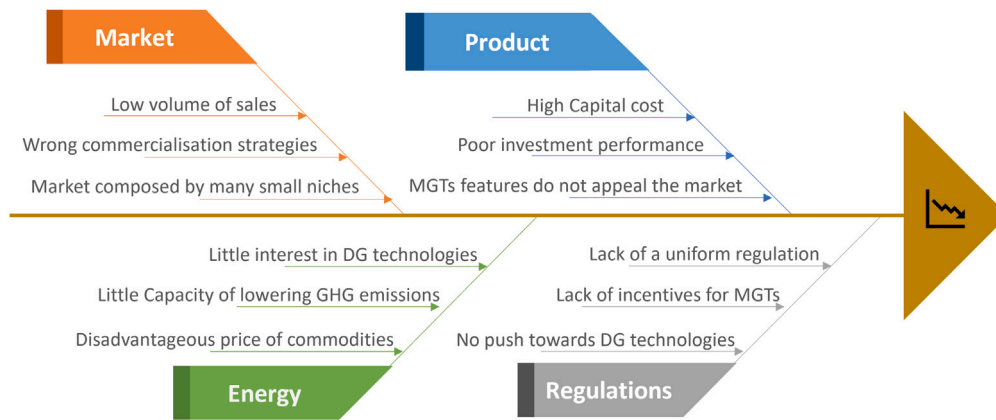 Market
Low volume of sales
Wrong commercialisation strategies
Market composed by many small niches
Product
High Capital cost
Poor investment performance
MGTs features do not appeal the market
Little interest in DG technologies
Little Capacity of lowering GHG emissions
Disadvantageous price of commodities
Energy
Lack of a uniform regulation
Lack of incentives for MGTs
No push towards DG technologies
Regulations